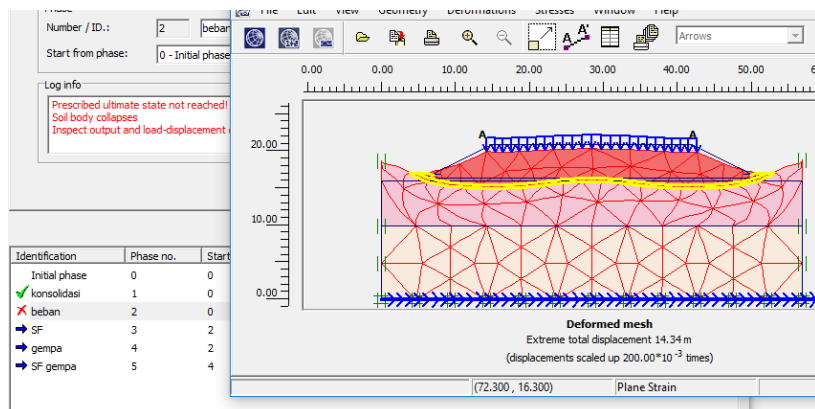 Phase
Number / ID.: 2 beban
Start from phase: 0 - Initial phase
Log info
Prescribed ultimate state not reached!
Soil body collapses
Inspect output and load-displacement
File Edit View Geometry Deformations Stresses Window Help
Arrows
0.00 0.00 10.00 20.00 30.00 40.00 50.00
20.00
10.00
0.00
A A
Deformed mesh
Extreme total displacement 14.34 m
(displacements scaled up 200.00*10⁻³ times)
(72.300 , 16.300) Plane Strain
Identification Phase no. Start
Initial phase 0 0
konsolidasi 1 0
beban 2 0
SF 3 2
gempa 4 2
SF gempa 5 4